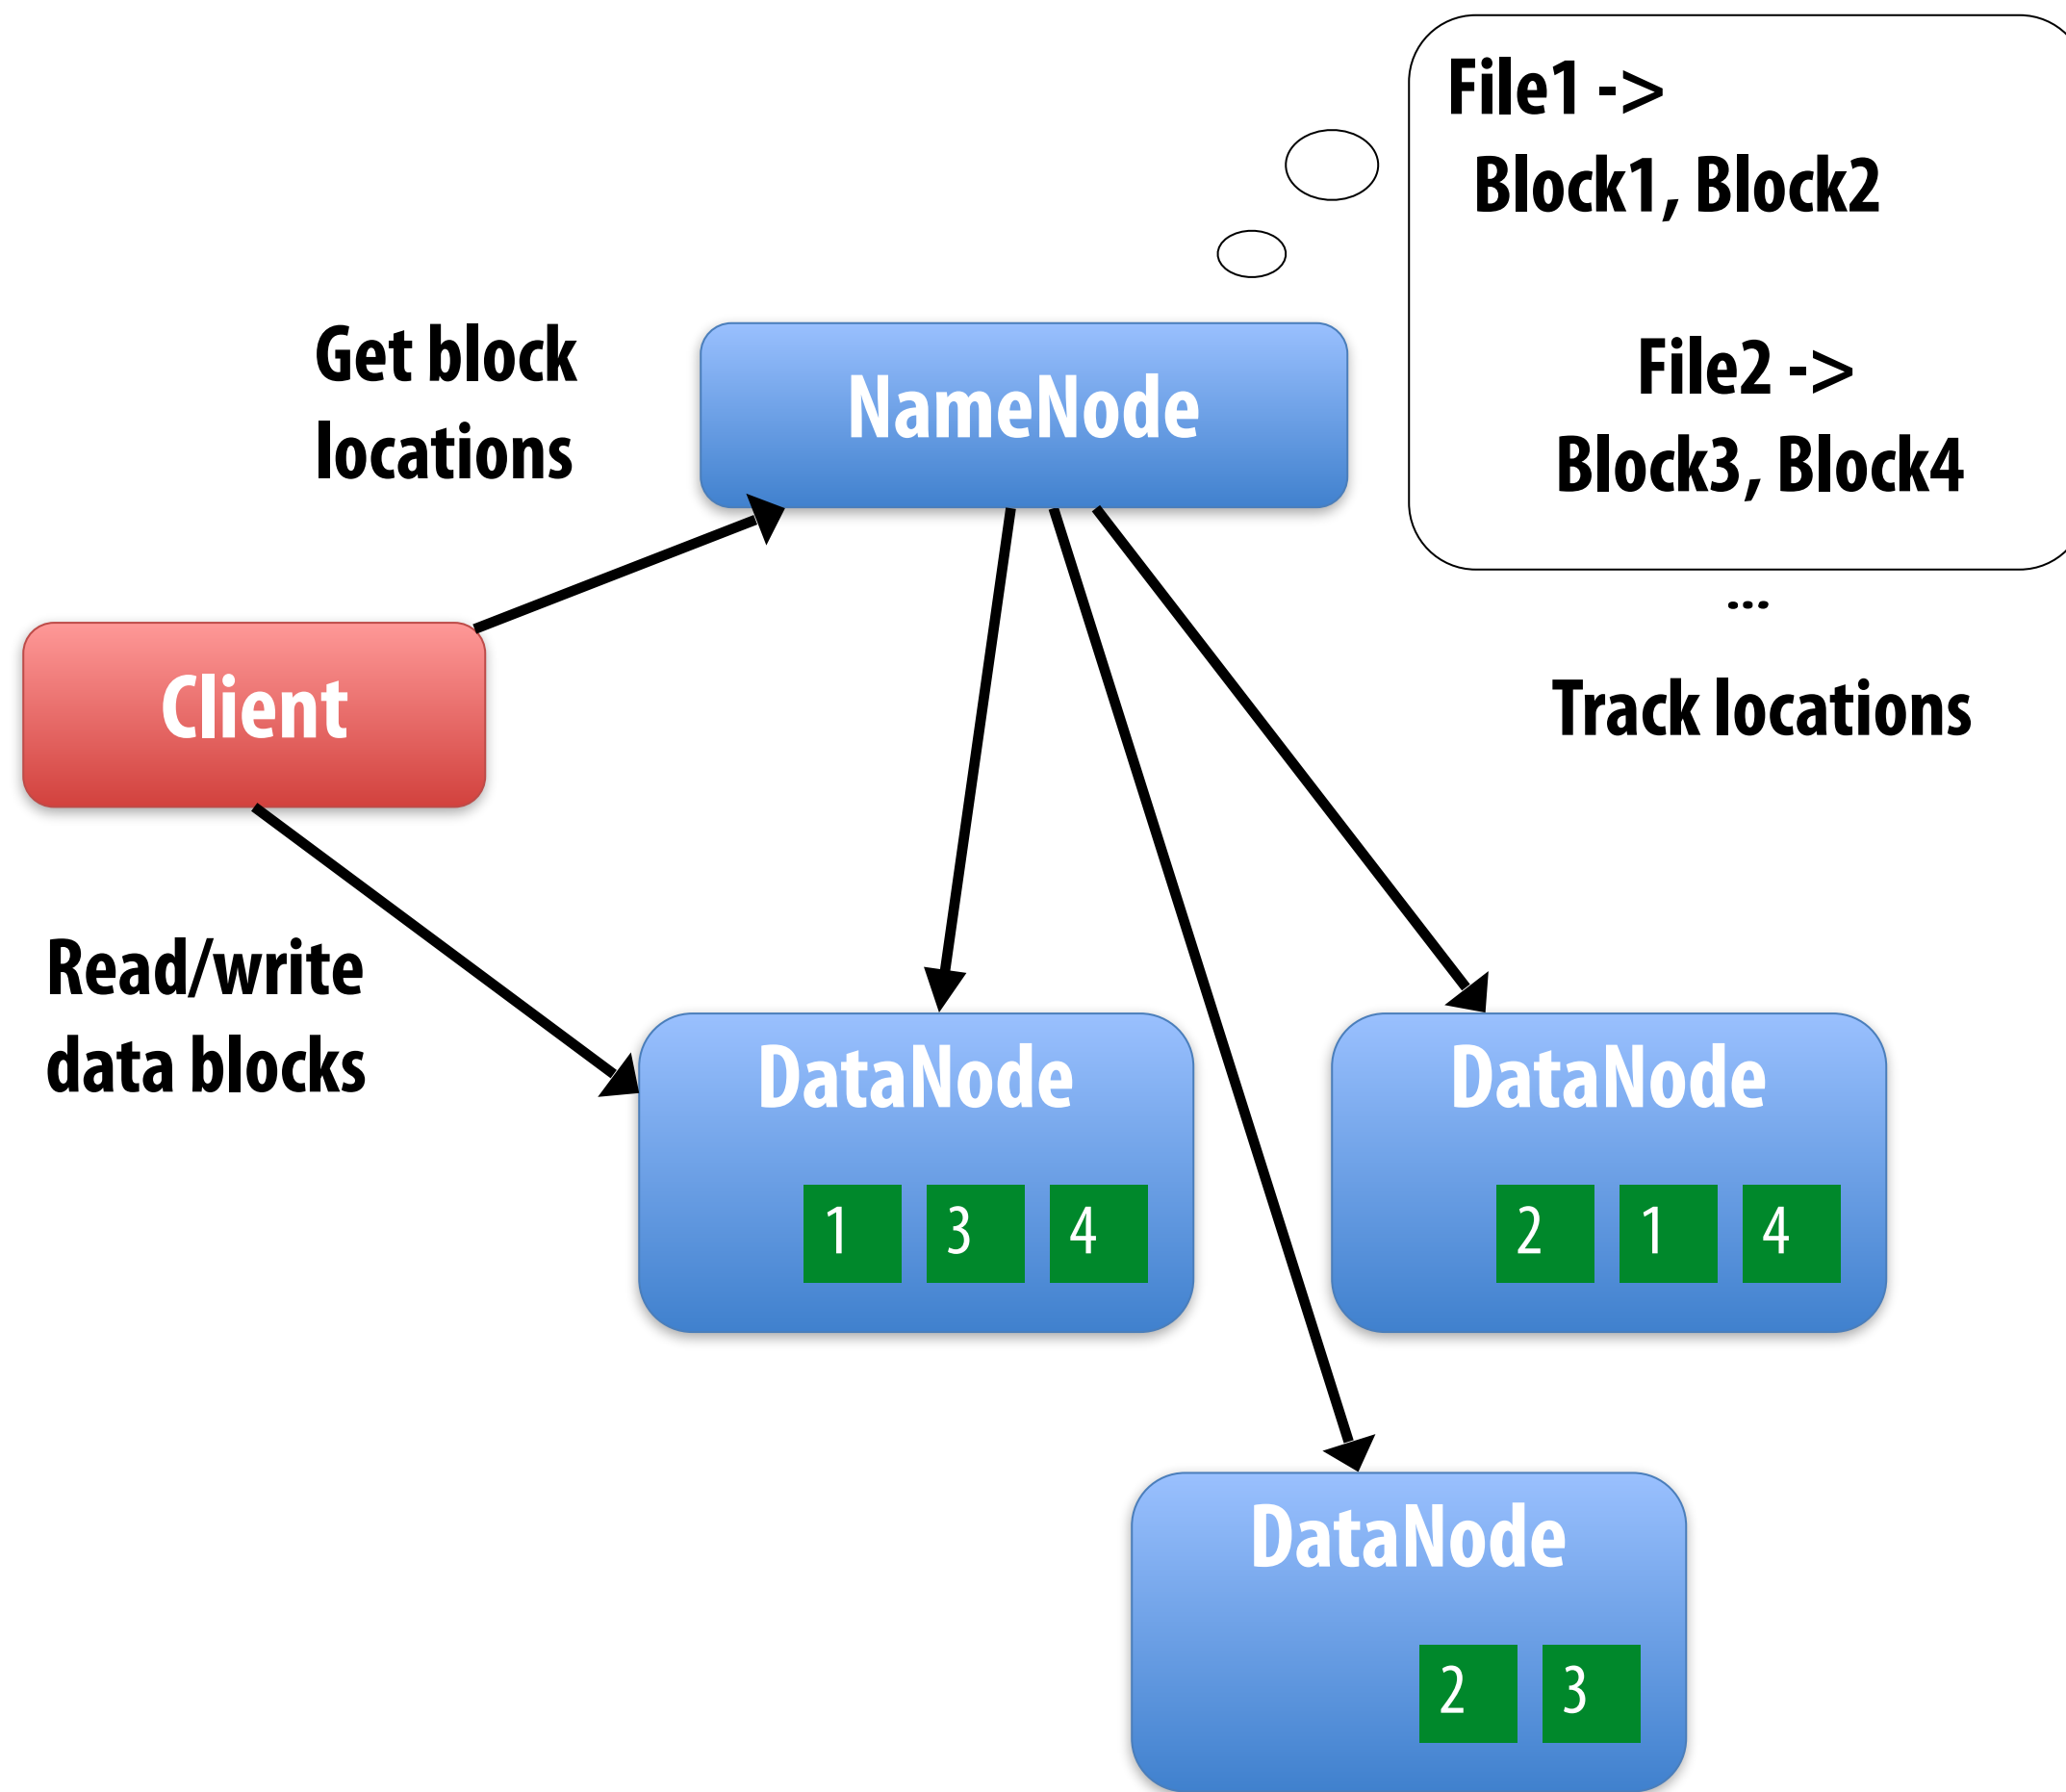 File1 ->
Block1, Block2
File2 ->
Block3, Block4
...
Track locations
Get block
locations
NameNode
Client
Read/write
data blocks
DataNode
1 3 4
DataNode
2 1 4
DataNode
2 3